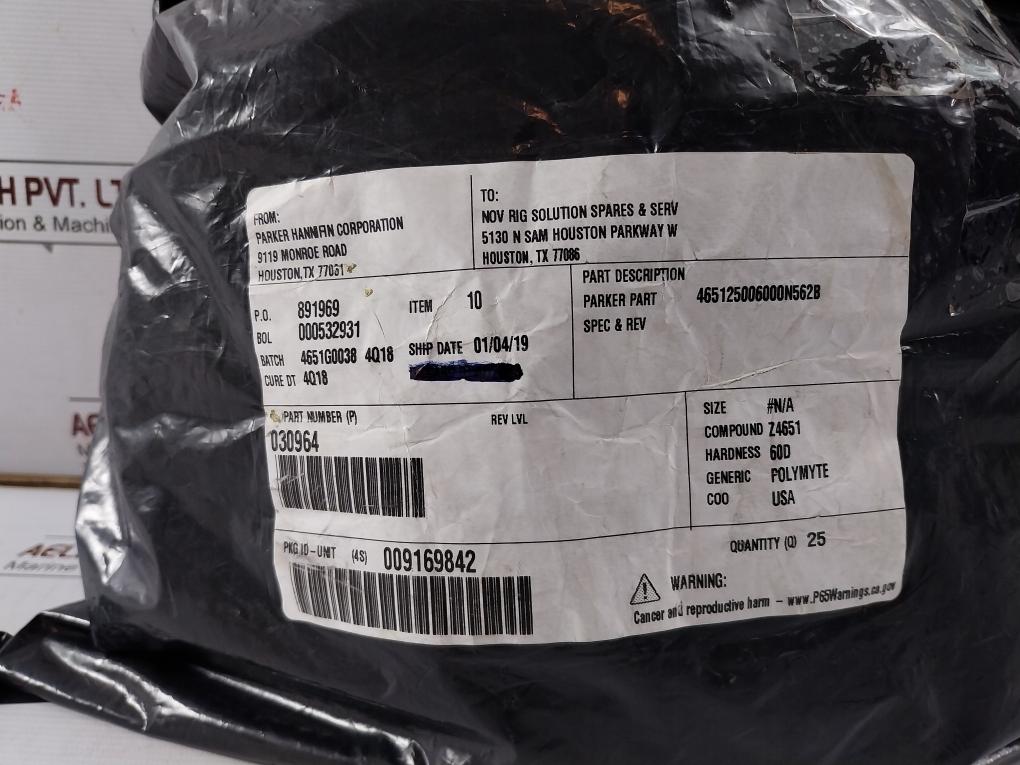 FROM:
PARKER HANNIFIN CORPORATION
9119 MONROE ROAD
HOUSTON, TX 77061
TO:
NOV RIG SOLUTION SPARES & SERV
5130 N SAM HOUSTON PARKWAY W
HOUSTON, TX 77086
P.O. 891969 ITEM 10
BOL 000532931
BATCH 4651G0038 4Q18 SHIP DATE 01/04/19
CURE DT 4Q18
PART DESCRIPTION
PARKER PART 465125006000N562B
SPEC & REV
PART NUMBER (P) REV LVL
030964
SIZE #N/A
COMPOUND Z4651
HARDNESS 60D
GENERIC POLYMYTE
COO USA
PKG ID-UNIT (4S) 009169842
QUANTITY (Q) 25
WARNING:
Cancer and reproductive harm - www.P65Warnings.ca.gov
H PVT. LT
ion & Machin